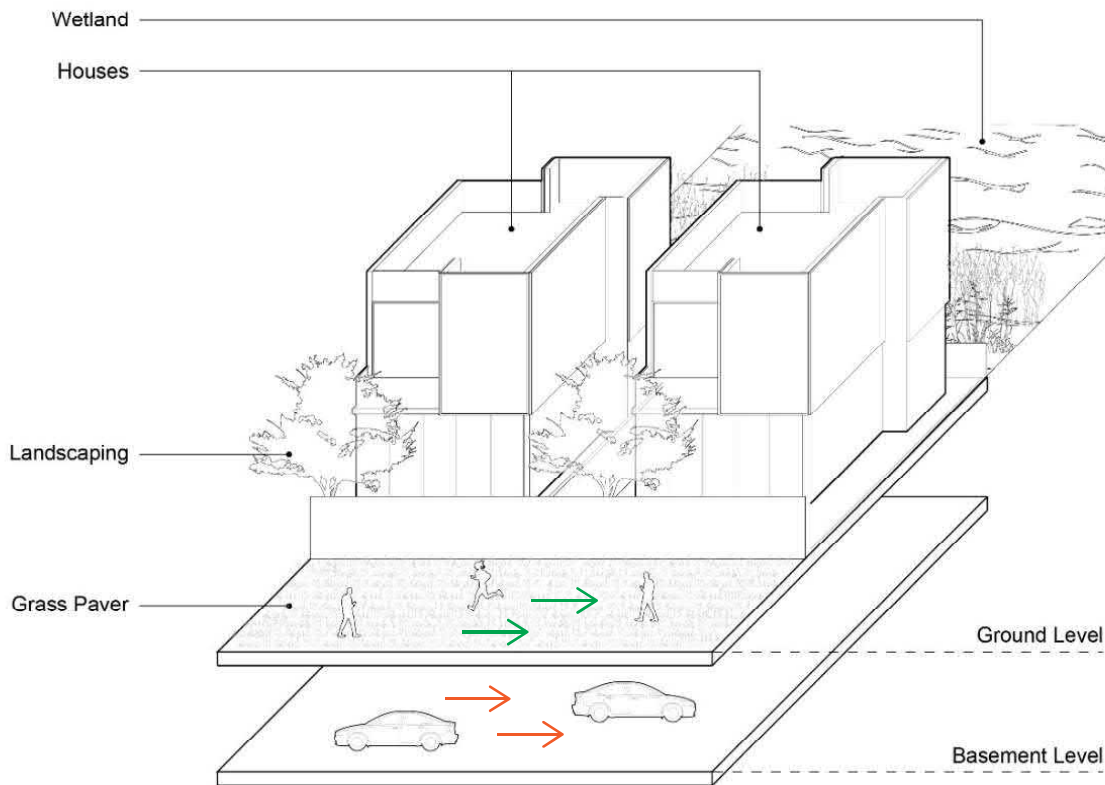 Wetland
Houses
Landscaping
Grass Paver
Ground Level
Basement Level